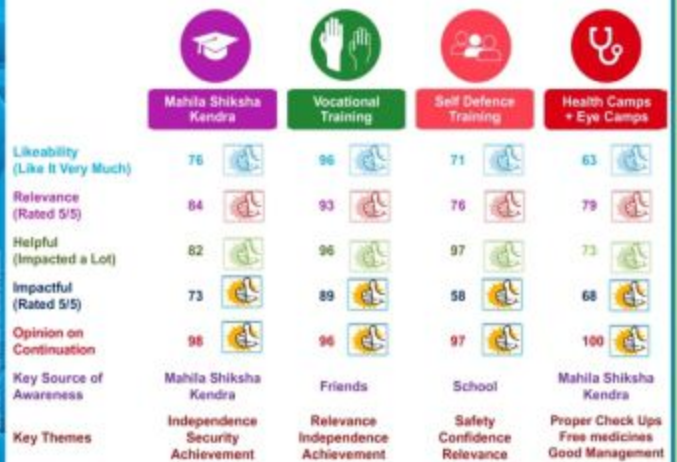 Mahila Shiksha
Kendra
Vocational
Training
Self Defence
Training
Health Camps
+ Eye Camps
Likeability
(Like It Very Much)
76
96
71
63
Relevance
(Rated 5/5)
84
93
76
79
Helpful
(Impacted a Lot)
82
96
97
73
Impactful
(Rated 5/5)
73
89
58
68
Opinion on
Continuation
98
96
97
100
Key Source of
Awareness
Mahila Shiksha
Kendra
Friends
School
Mahila Shiksha
Kendra
Key Themes
Independence
Security
Achievement
Relevance
Independence
Achievement
Safety
Confidence
Relevance
Proper Check Ups
Free medicines
Good Management